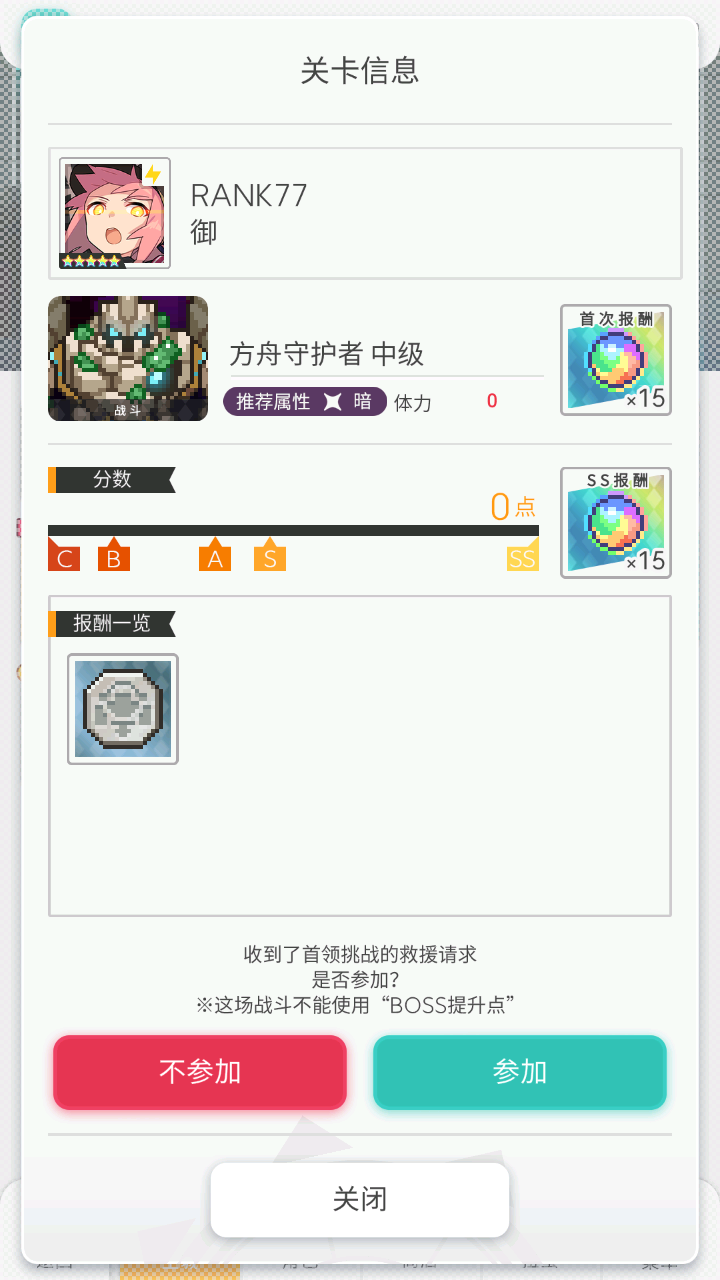 关卡信息
RANK77
御
方舟守护者 中级
战斗
推荐属性 暗 体力 0
首次报酬
×15
分数
0点
C B A S SS
SS报酬
×15
报酬一览
收到了首领挑战的救援请求
是否参加?
※这场战斗不能使用“BOSS提升点”
不参加
参加
关闭